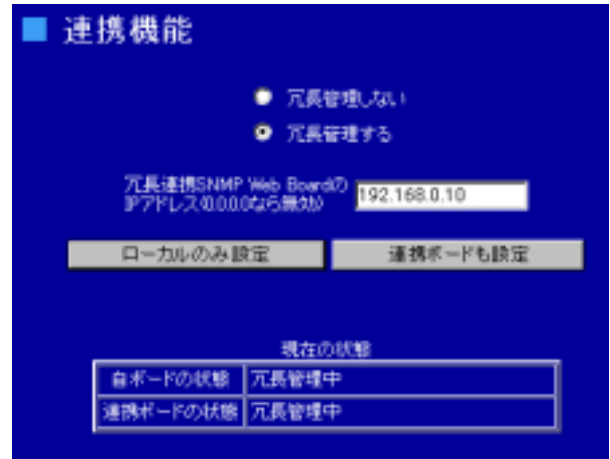 連携機能
冗長管理しない
冗長管理する
冗長連携SNMP Web Boardの
IPアドレス(0.0.0.0なら無効)
192.168.0.10
ローカルのみ設定
連携ボードも設定
現在の状態
自ボードの状態 冗長管理中
連携ボードの状態 冗長管理中